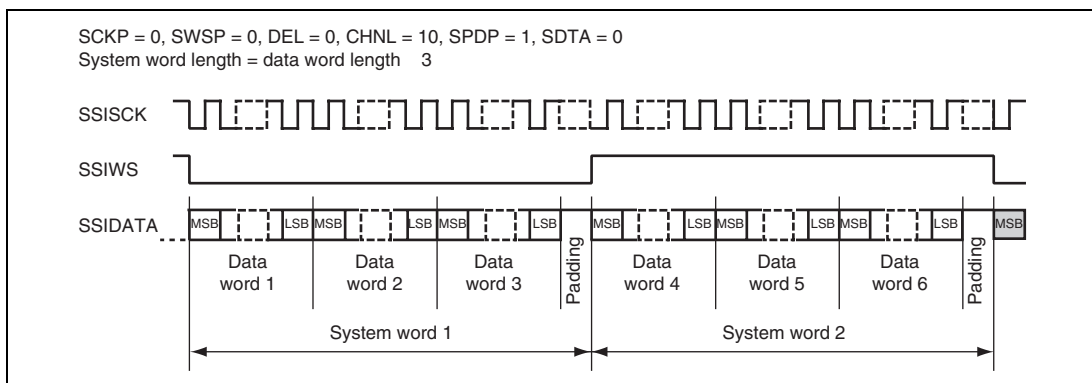 SCKP = 0, SWSP = 0, DEL = 0, CHNL = 10, SPDP = 1, SDTA = 0
System word length = data word length 3
SSISCK
SSIWS
SSIDATA
MSB LSB MSB LSB MSB LSB MSB LSB MSB LSB MSB LSB MSB
Data word 1
Data word 2
Data word 3
Padding
Data word 4
Data word 5
Data word 6
Padding
System word 1
System word 2